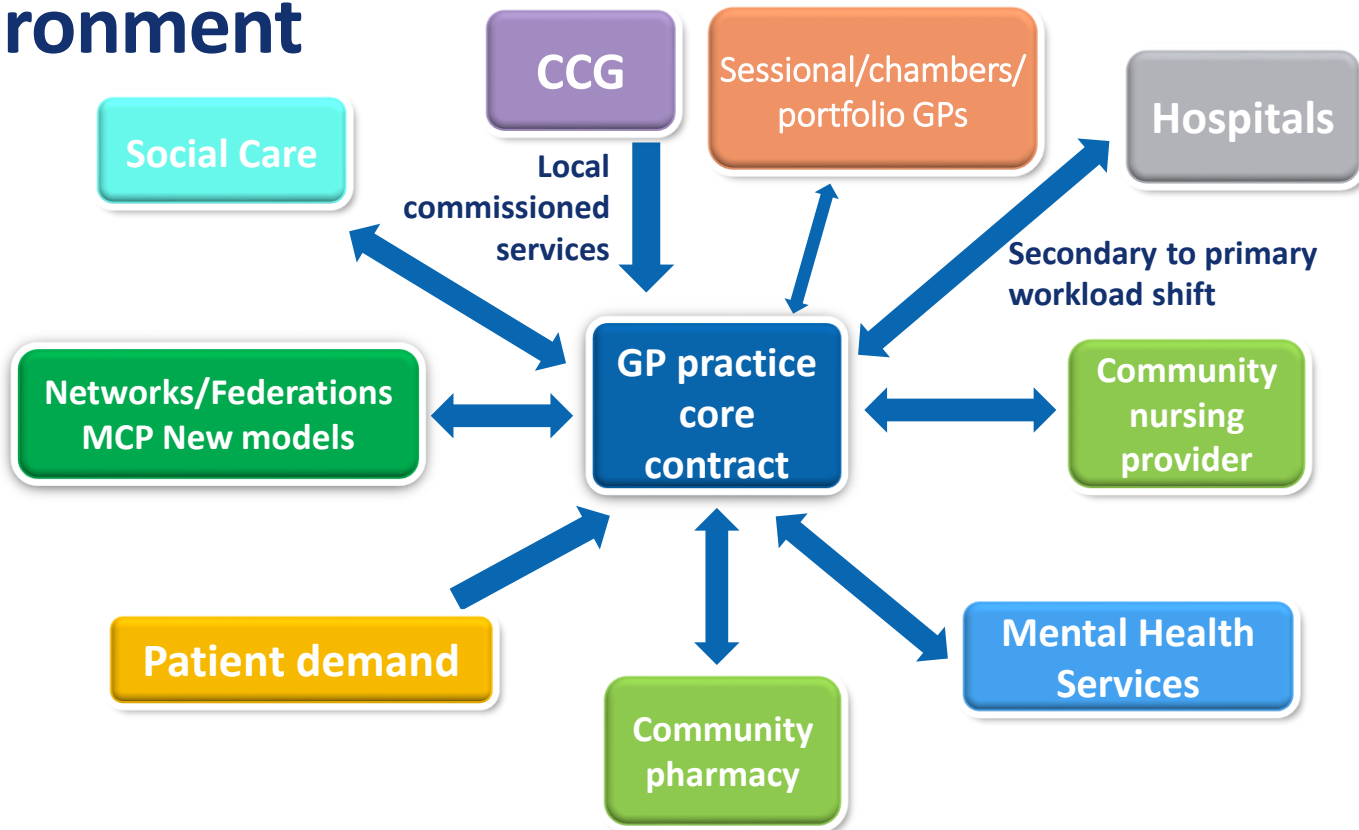 ronment
CCG
Sessional/chambers/
portfolio GPs
Hospitals
Social Care
Local
commissioned
services
Secondary to primary
workload shift
GP practice
core
contract
Networks/Federations
MCP New models
Community
nursing
provider
Patient demand
Mental Health
Services
Community
pharmacy